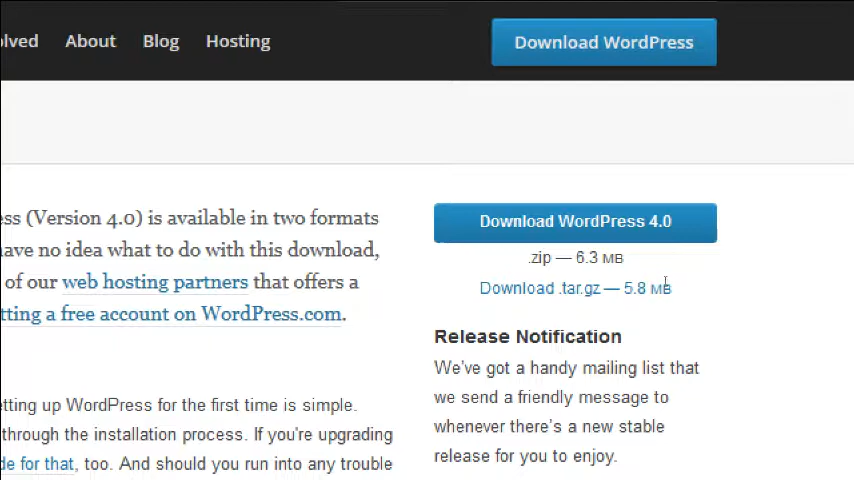 olved About Blog Hosting Download WordPress
ess (Version 4.0) is available in two formats
have no idea what to do with this download,
of our web hosting partners that offers a
tting a free account on WordPress.com.
etting up WordPress for the first time is simple.
through the installation process. If you're upgrading
de for that, too. And should you run into any trouble
Download WordPress 4.0
.zip — 6.3 MB
Download .tar.gz — 5.8 MB
Release Notification
We've got a handy mailing list that
we send a friendly message to
whenever there's a new stable
release for you to enjoy.